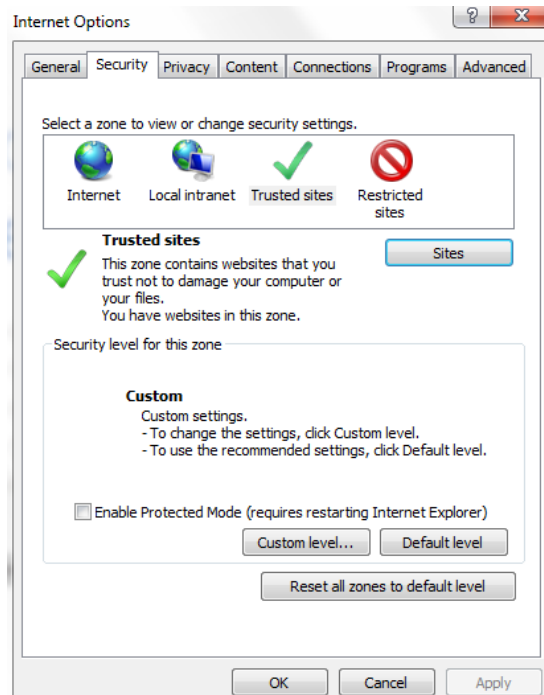 Internet Options
? X
General Security Privacy Content Connections Programs Advanced
Select a zone to view or change security settings.
Internet Local intranet Trusted sites Restricted
sites
Trusted sites
Sites
This zone contains websites that you
trust not to damage your computer or
your files.
You have websites in this zone.
Security level for this zone
Custom
Custom settings.
- To change the settings, click Custom level.
- To use the recommended settings, click Default level.
Enable Protected Mode (requires restarting Internet Explorer)
Custom level... Default level
Reset all zones to default level
OK Cancel Apply